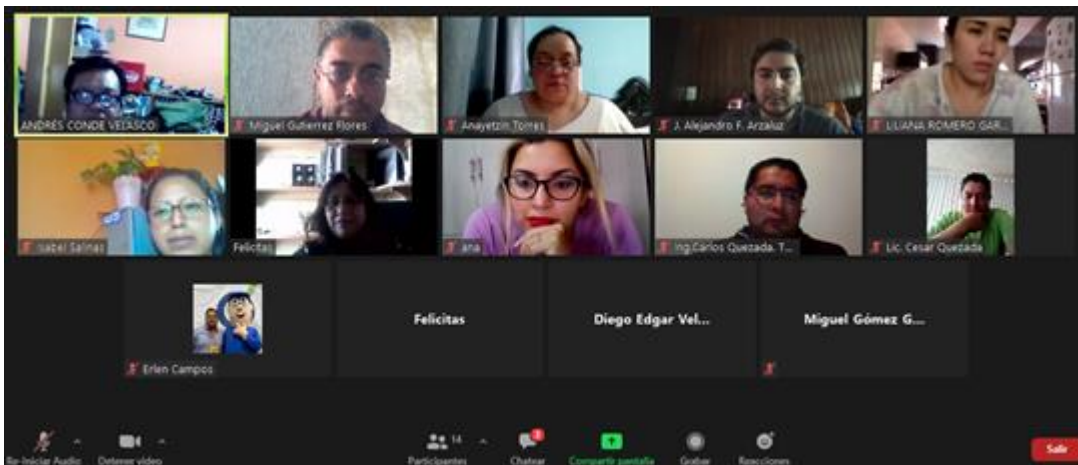 ANDRÉS CONDE VELASCO
Miguel Gutierrez Flores
Anayetzin Torres
J. Alejandro F. Arzaluz
LILIANA ROMERO GAR...
Isabel Salinas
Felicitas
ana
Ing.Carlos Quezada. T...
Lic. Cesar Quezada
Erlen Campos
Felicitas
Diego Edgar Vel...
Miguel Gómez G...
14
3
Re-Iniciar Audio
Detener video
Participantes
Chatear
Compartir pantalla
Grabar
Reacciones
Salir